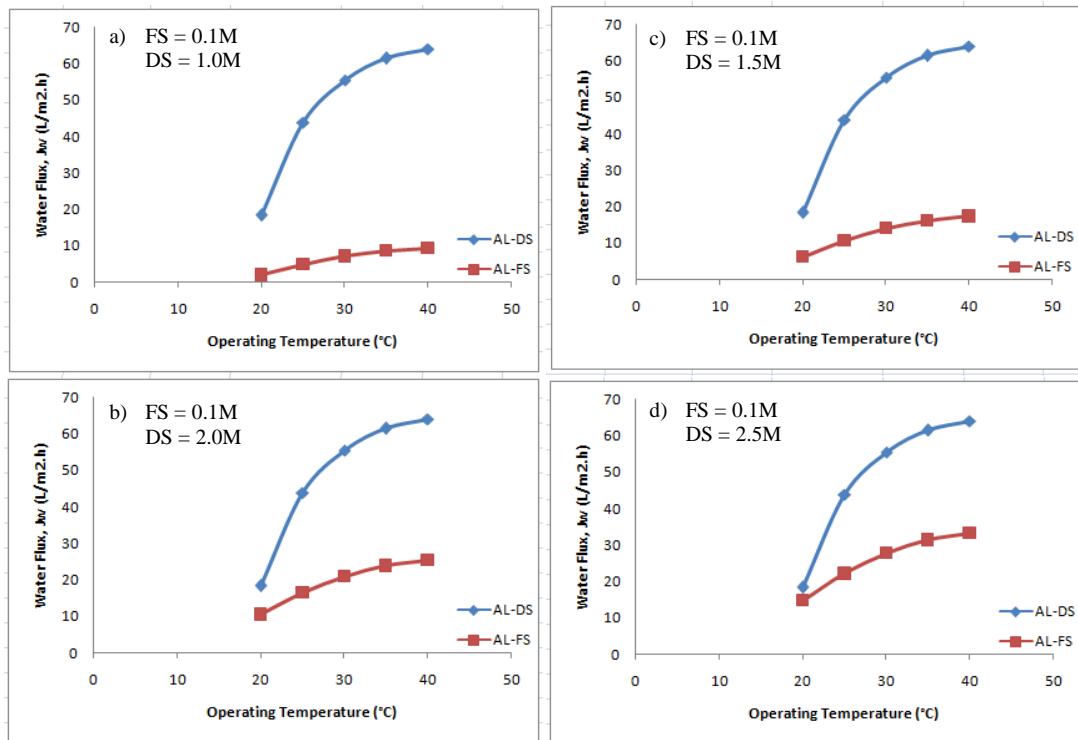 a) FS = 0.1M
DS = 1.0M
Water Flux, Jw (L/m2.h)
70
60
50
40
30
20
10
0
AL-DS
AL-FS
0 10 20 30 40 50
Operating Temperature (°C)
c) FS = 0.1M
DS = 1.5M
Water Flux, Jw (L/m2.h)
70
60
50
40
30
20
10
0
AL-DS
AL-FS
0 10 20 30 40 50
Operating Temperature (°C)
b) FS = 0.1M
DS = 2.0M
Water Flux, Jw (L/m2.h)
70
60
50
40
30
20
10
0
AL-DS
AL-FS
0 10 20 30 40 50
Operating Temperature (°C)
d) FS = 0.1M
DS = 2.5M
Water Flux, Jw (L/m2.h)
70
60
50
40
30
20
10
0
AL-DS
AL-FS
0 10 20 30 40 50
Operating Temperature (°C)